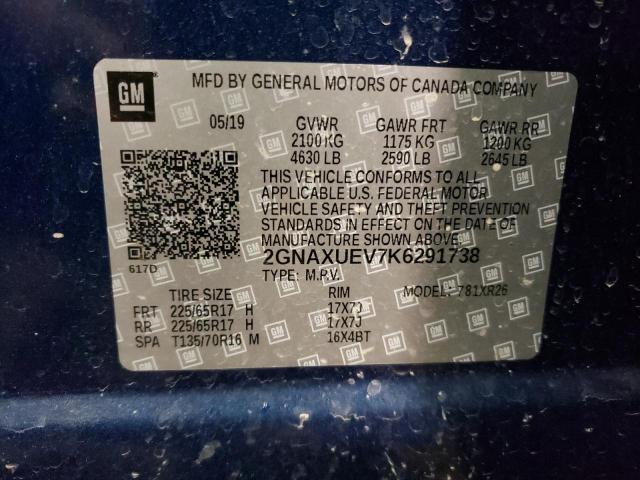 GM
MFD BY GENERAL MOTORS OF CANADA COMPANY
05/19 GVWR GAWR FRT GAWR RR
2100 KG 1175 KG 1200 KG
4630 LB 2590 LB 2645 LB
THIS VEHICLE CONFORMS TO ALL
APPLICABLE U.S. FEDERAL MOTOR
VEHICLE SAFETY AND THEFT PREVENTION
STANDARDS IN EFFECT ON THE DATE OF
MANUFACTURE SHOWN ABOVE.
2GNAXUEV7K6291738
617D TYPE: M.P.V.
TIRE SIZE RIM MODEL: 781XR26
FRT 225/65R17 H 17X7J
RR 225/65R17 H 17X7J
SPA T135/70R16 M 16X4BT